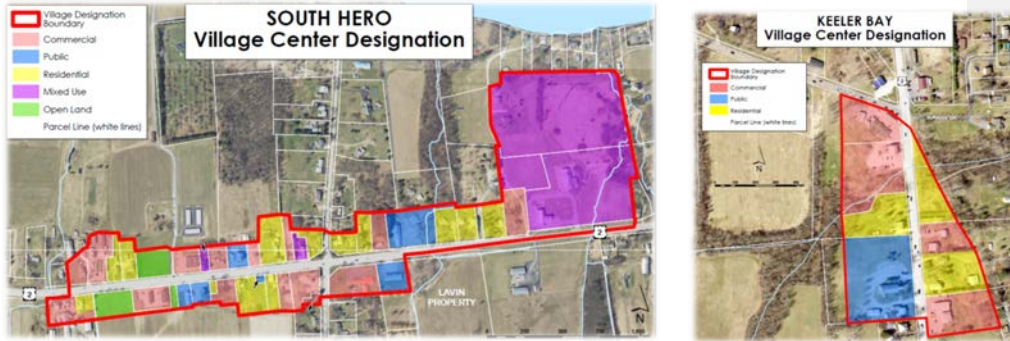 SOUTH HERO
Village Center Designation
Village Designation
Boundary
Commercial
Public
Residential
Mixed Use
Open Land
Parcel Line (white lines)
2
2
2
LAVIN
PROPERTY
N
KEELER BAY
Village Center Designation
Village Designation
Boundary
Commercial
Public
Residential
Parcel Line (white lines)
2
N